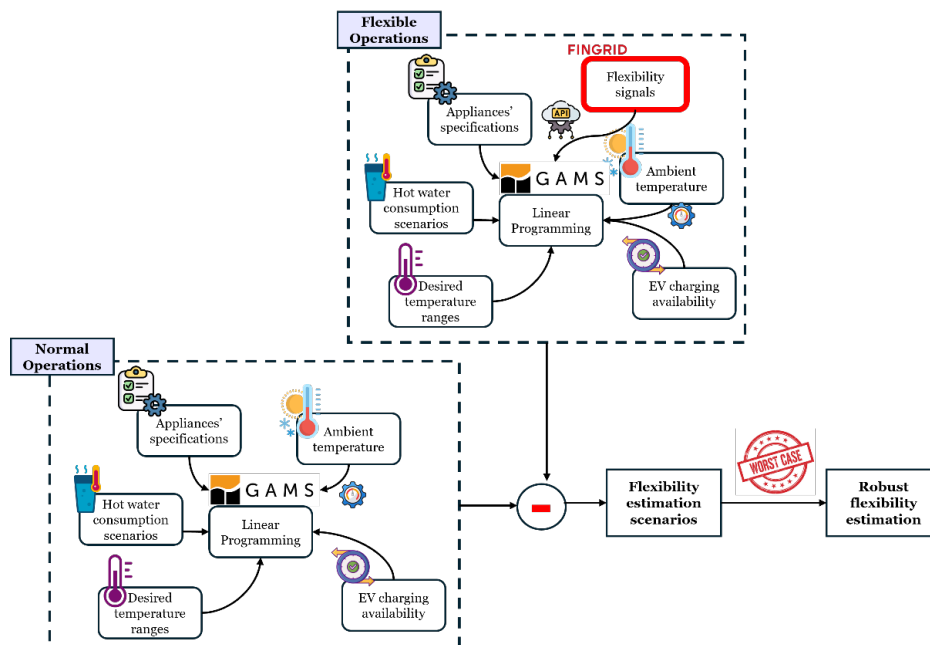 Flexible
Operations
FINGRID
Flexibility
signals
Appliances'
specifications
API
GAMS
Ambient
temperature
Hot water
consumption
scenarios
Linear
Programming
Desired
temperature
ranges
EV charging
availability
Normal
Operations
Appliances'
specifications
Ambient
temperature
GAMS
Hot water
consumption
scenarios
Linear
Programming
Desired
temperature
ranges
EV charging
availability
Flexibility
estimation
scenarios
WORST CASE
Robust
flexibility
estimation